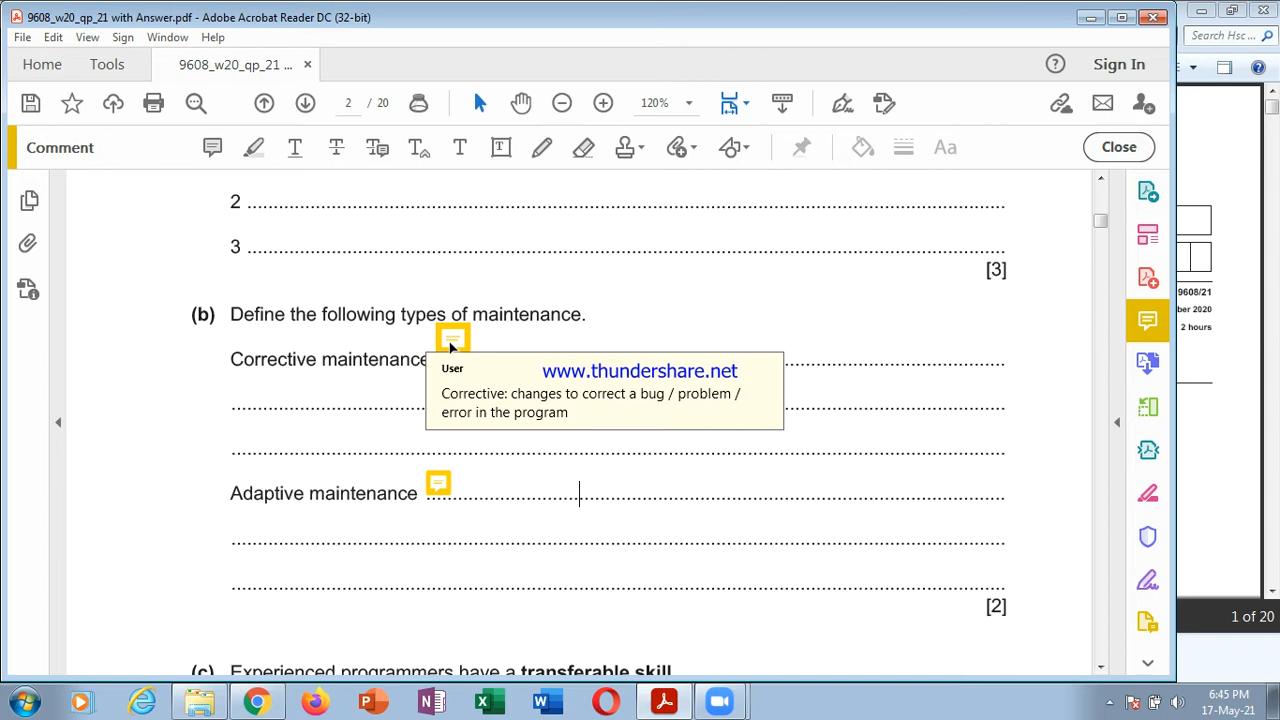 9608_w20_qp_21 with Answer.pdf - Adobe Acrobat Reader DC (32-bit)
File Edit View Sign Window Help
Search Hsc...
Home Tools 9608_w20_qp_21 ... × Sign In
2 / 20 120%
Comment Close
2 ................................................................
3 ................................................................
[3]
(b) Define the following types of maintenance.
Corrective maintenance
User
www.thundershare.net
Corrective: changes to correct a bug / problem /
error in the program
Adaptive maintenance ................................................................
[2]
(c) Experienced programmers have a transferable skill
9608/21
ber 2020
2 hours
1 of 20
6:45 PM
17-May-21